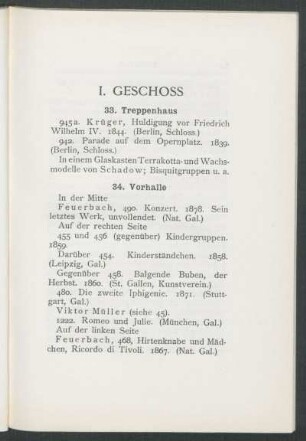 I. GESCHOSS
33. Treppenhaus
945a. Krüger, Huldigung vor Friedrich
Wilhelm IV. 1844. (Berlin, Schloss.)
942. Parade auf dem Opernplatz. 1839.
(Berlin, Schloss.)
In einem Glaskasten Terrakotta- und Wachs-
modelle von Schadow; Bisquitgruppen u. a.
34. Vorhalle
In der Mitte
Feuerbach, 490. Konzert. 1878. Sein
letztes Werk, unvollendet. (Nat. Gal.)
Auf der rechten Seite
455 und 456 (gegenüber) Kindergruppen.
1859.
Darüber 454. Kinderständchen. 1858.
(Leipzig, Gal.)
Gegenüber 458. Balgende Buben, der
Herbst. 1860. (St. Gallen, Kunstverein.)
480. Die zweite Iphigenie. 1871. (Stutt-
gart, Gal.)
Viktor Müller (siehe 45).
1222. Romeo und Julie. (München, Gal.)
Auf der linken Seite
Feuerbach, 468, Hirtenknabe und Mäd-
chen, Ricordo di Tivoli. 1867. (Nat. Gal.)